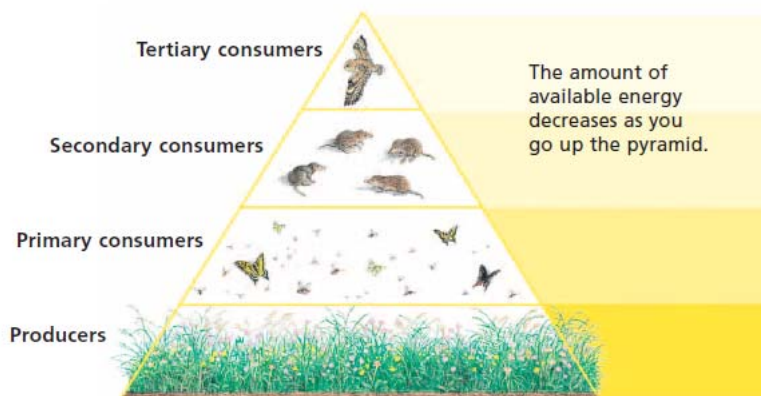 Tertiary consumers
The amount of
available energy
decreases as you
go up the pyramid.
Secondary consumers
Primary consumers
Producers